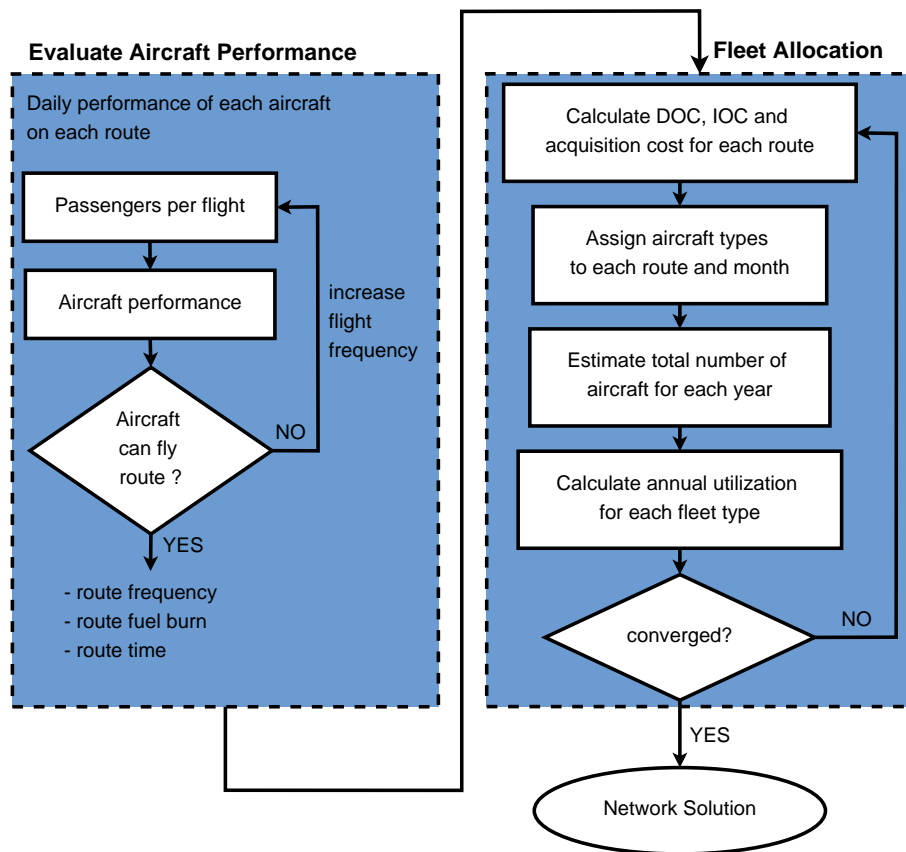 Evaluate Aircraft Performance
Daily performance of each aircraft
on each route
Passengers per flight
Aircraft performance
increase
flight
frequency
Aircraft
can fly
route ?
NO
YES
- route frequency
- route fuel burn
- route time
Fleet Allocation
Calculate DOC, IOC and
acquisition cost for each route
Assign aircraft types
to each route and month
Estimate total number of
aircraft for each year
Calculate annual utilization
for each fleet type
converged?
NO
YES
Network Solution